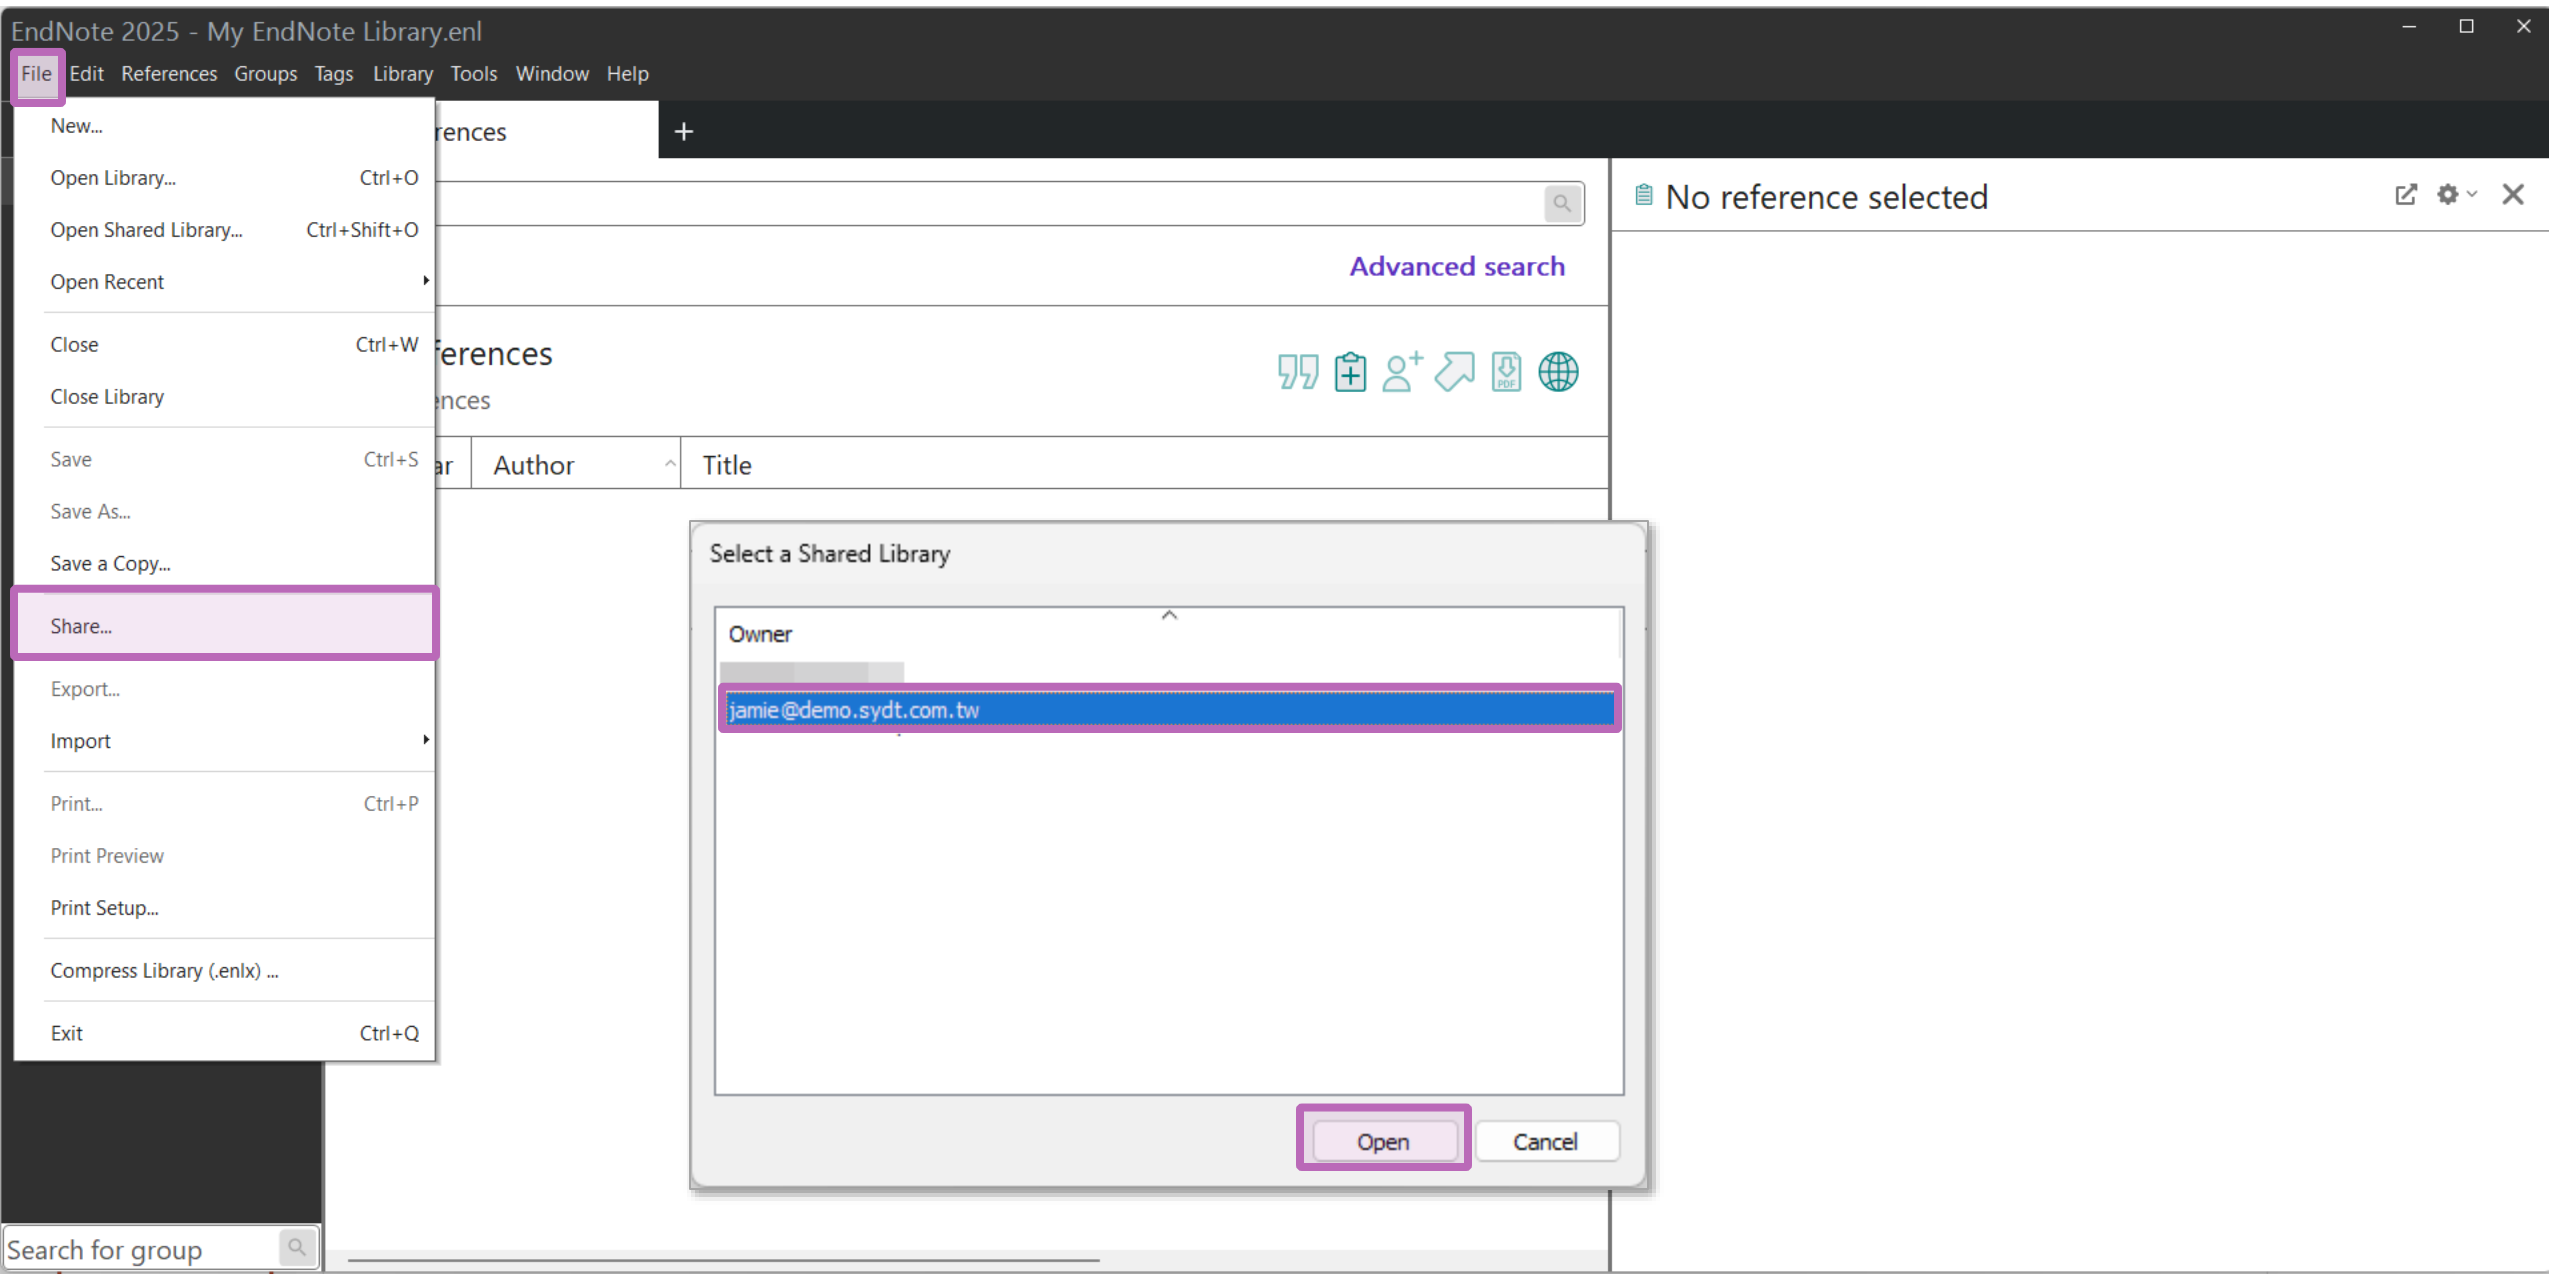 EndNote 2025 - My EndNote Library.enl
File Edit References Groups Tags Library Tools Window Help
New...
Open Library... Ctrl+O
Open Shared Library... Ctrl+Shift+O
Open Recent
Close Ctrl+W
Close Library
Save Ctrl+S
Save As...
Save a Copy...
Share...
Export...
Import
Print... Ctrl+P
Print Preview
Print Setup...
Compress Library (.enlx) ...
Exit Ctrl+Q
Search for group
rences
+
Advanced search
ferences
ences
PDF
ar Author Title
No reference selected
Select a Shared Library
Owner
jamie@demo.sydt.com.tw
Open Cancel